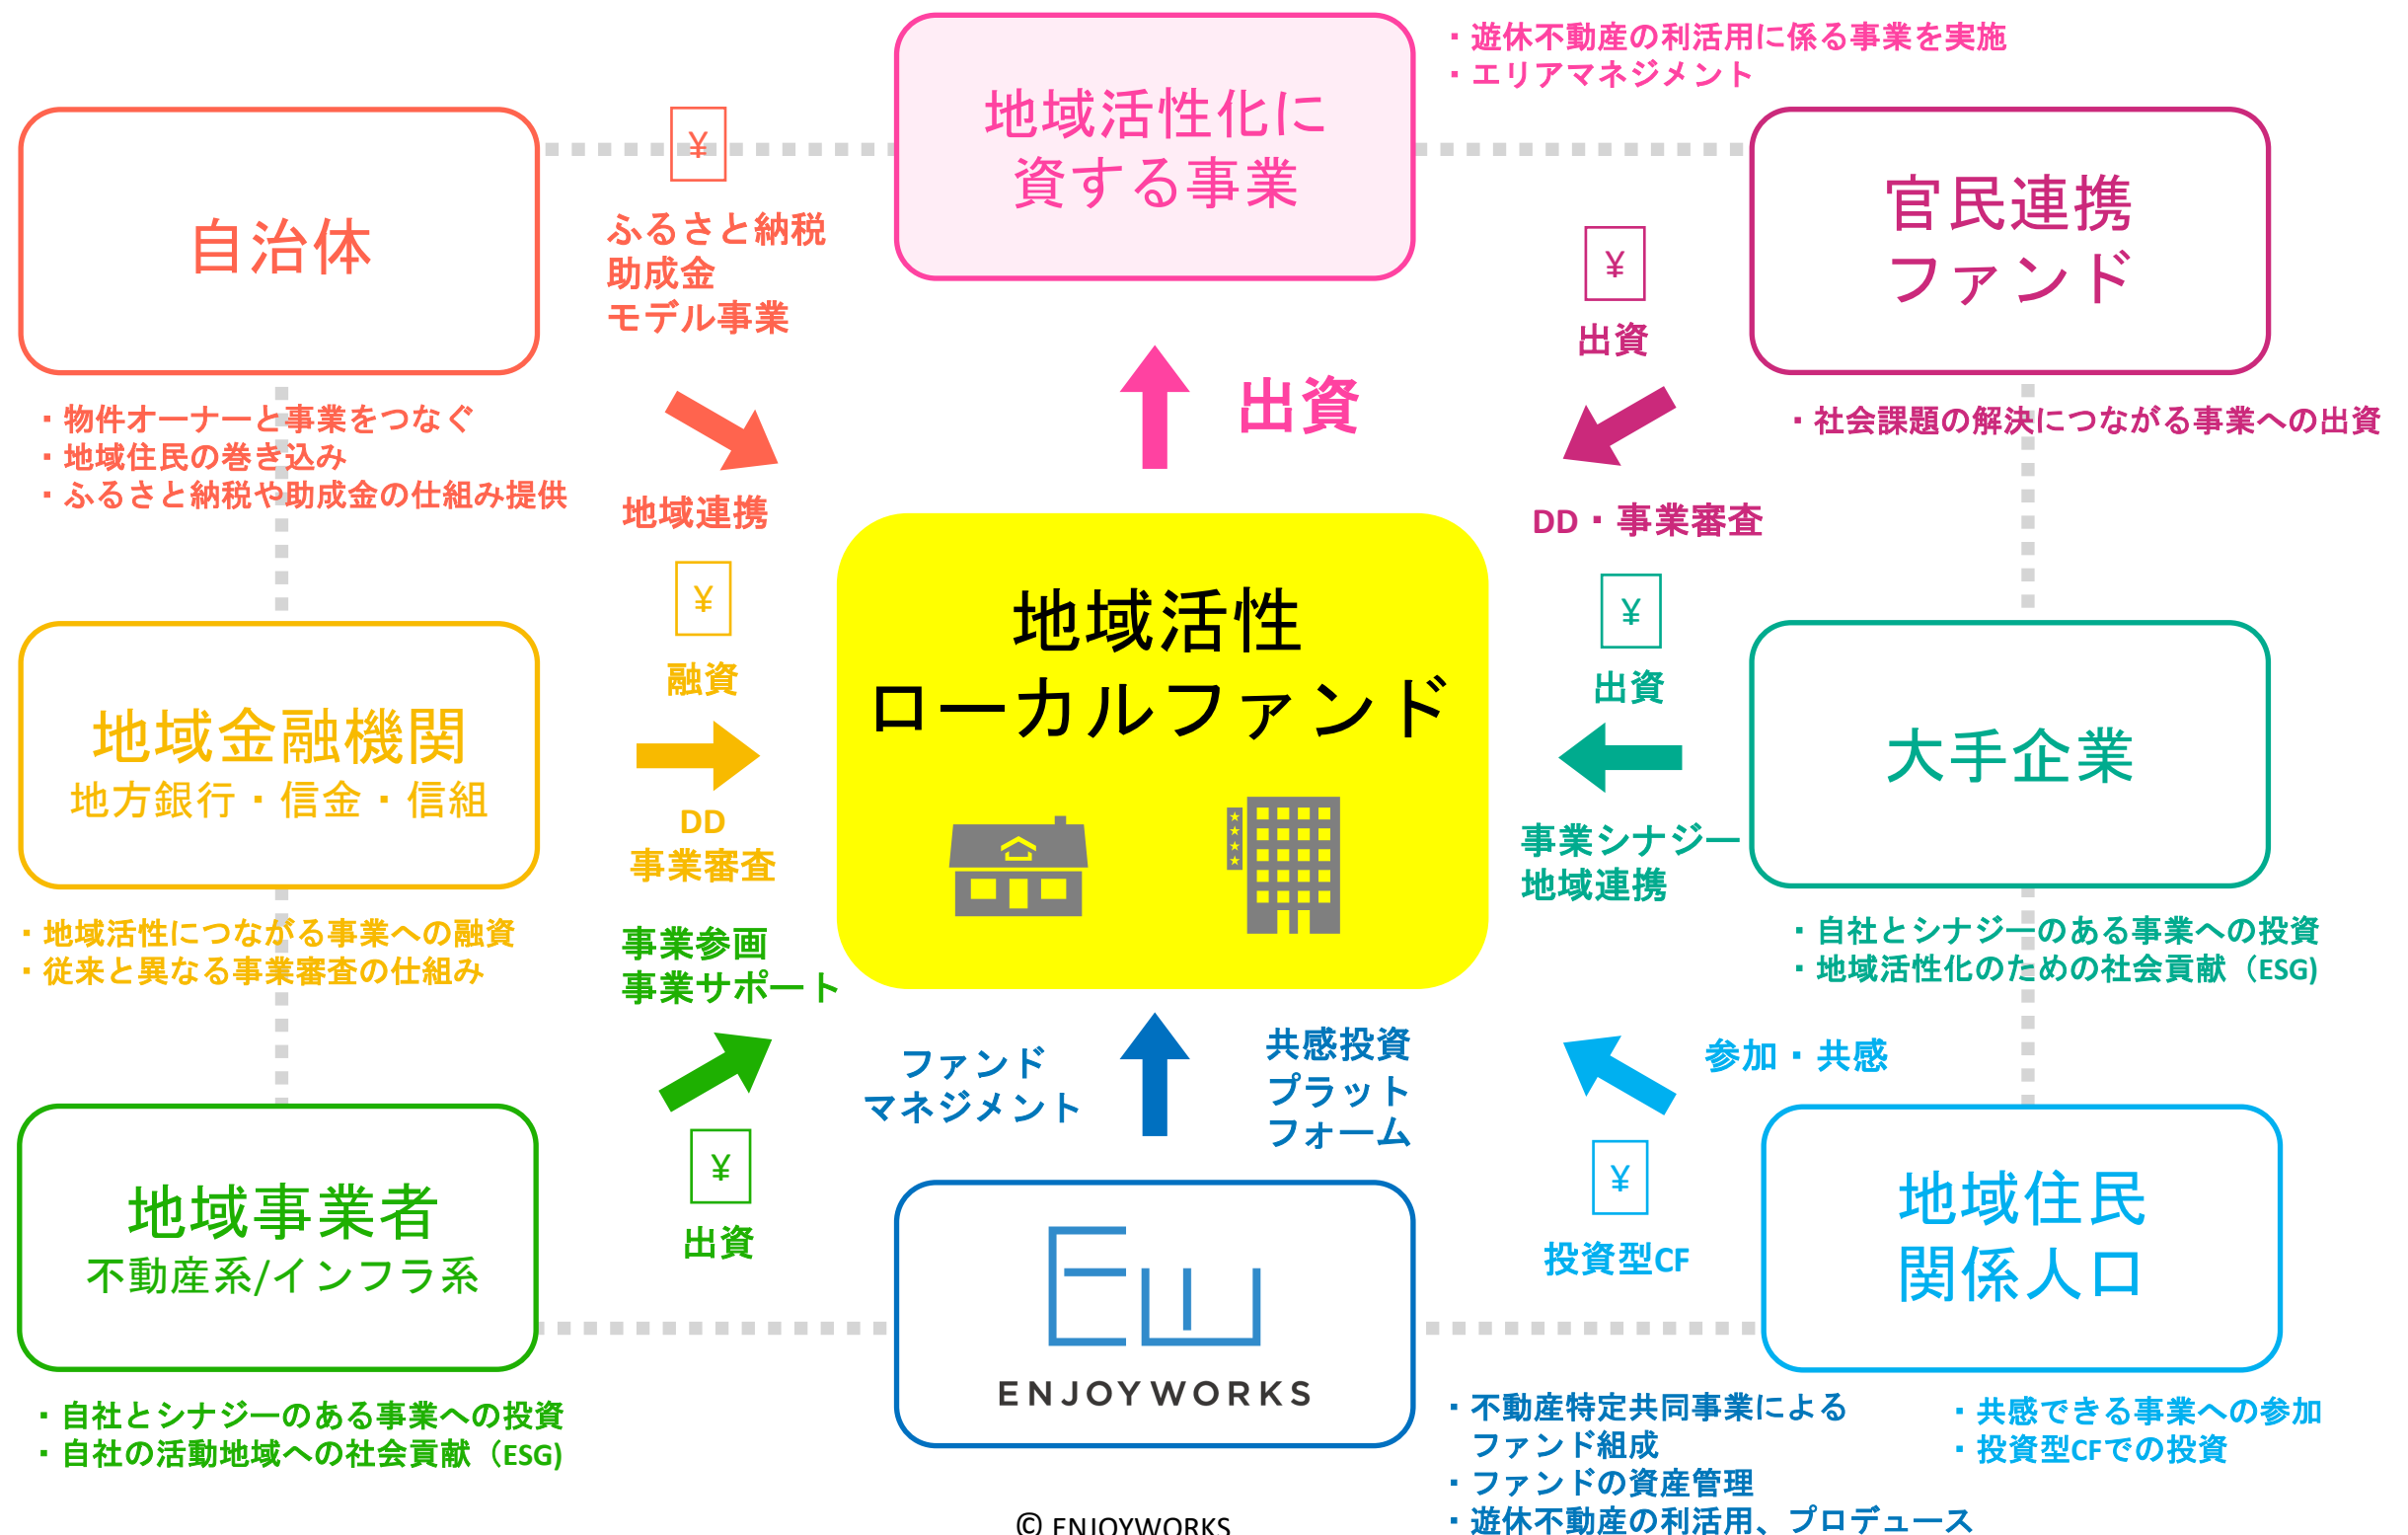 地域活性化に
資する事業
・遊休不動産の利活用に係る事業を実施
・エリアマネジメント
自治体
・物件オーナーと事業をつなぐ
・地域住民の巻き込み
・ふるさと納税や助成金の仕組み提供
¥
ふるさと納税
助成金
モデル事業
地域連携
出資
¥
出資
DD・事業審査
官民連携
ファンド
・社会課題の解決につながる事業への出資
地域金融機関
地方銀行・信金・信組
・地域活性につながる事業への融資
・従来と異なる事業審査の仕組み
¥
融資
DD
事業審査
地域活性
ローカルファンド
¥
出資
事業シナジー
地域連携
大手企業
・自社とシナジーのある事業への投資
・地域活性化のための社会貢献（ESG)
事業参画
事業サポート
¥
出資
地域事業者
不動産系/インフラ系
・自社とシナジーのある事業への投資
・自社の活動地域への社会貢献（ESG)
ファンド
マネジメント
共感投資
プラット
フォーム
EW
ENJOYWORKS
・不動産特定共同事業による
ファンド組成
・ファンドの資産管理
・遊休不動産の利活用、プロデュース
参加・共感
¥
投資型CF
地域住民
関係人口
・共感できる事業への参加
・投資型CFでの投資
© ENJOYWORKS